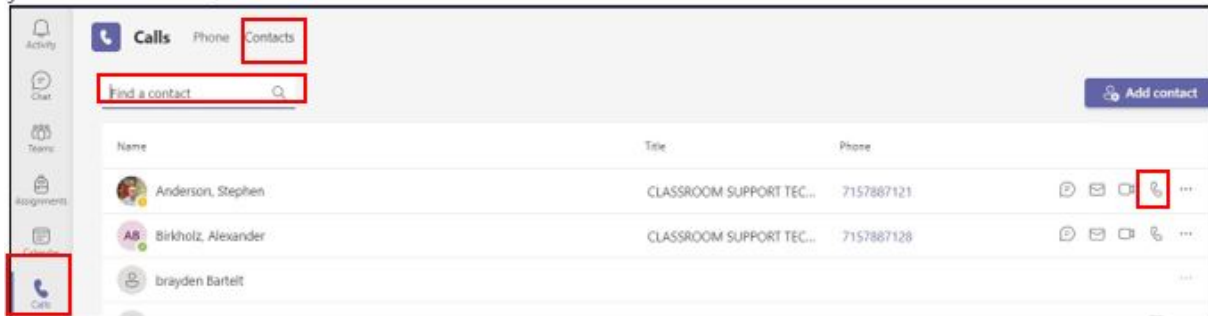 Activity
Calls Phone Contacts
Find a contact
Chat
Add contact
Teams
Name Title Phone
Assignments
Anderson, Stephen CLASSROOM SUPPORT TEC... 7157887121
Calendar
AB Birkholz, Alexander CLASSROOM SUPPORT TEC... 7157887128
Calls
brayden Bartelt